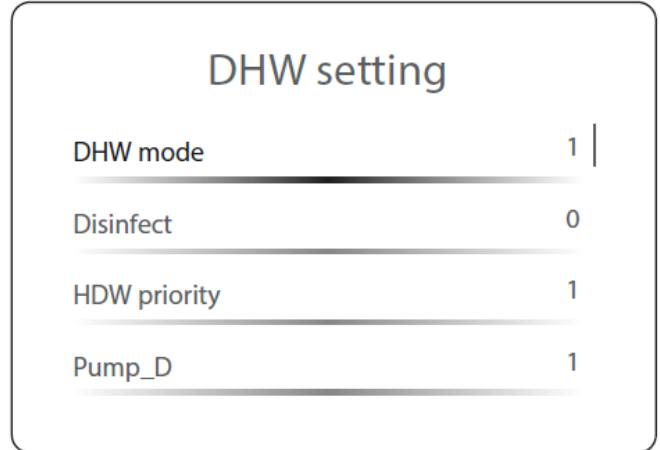 DHW setting
DHW mode 1
Disinfect 0
HDW priority 1
Pump_D 1